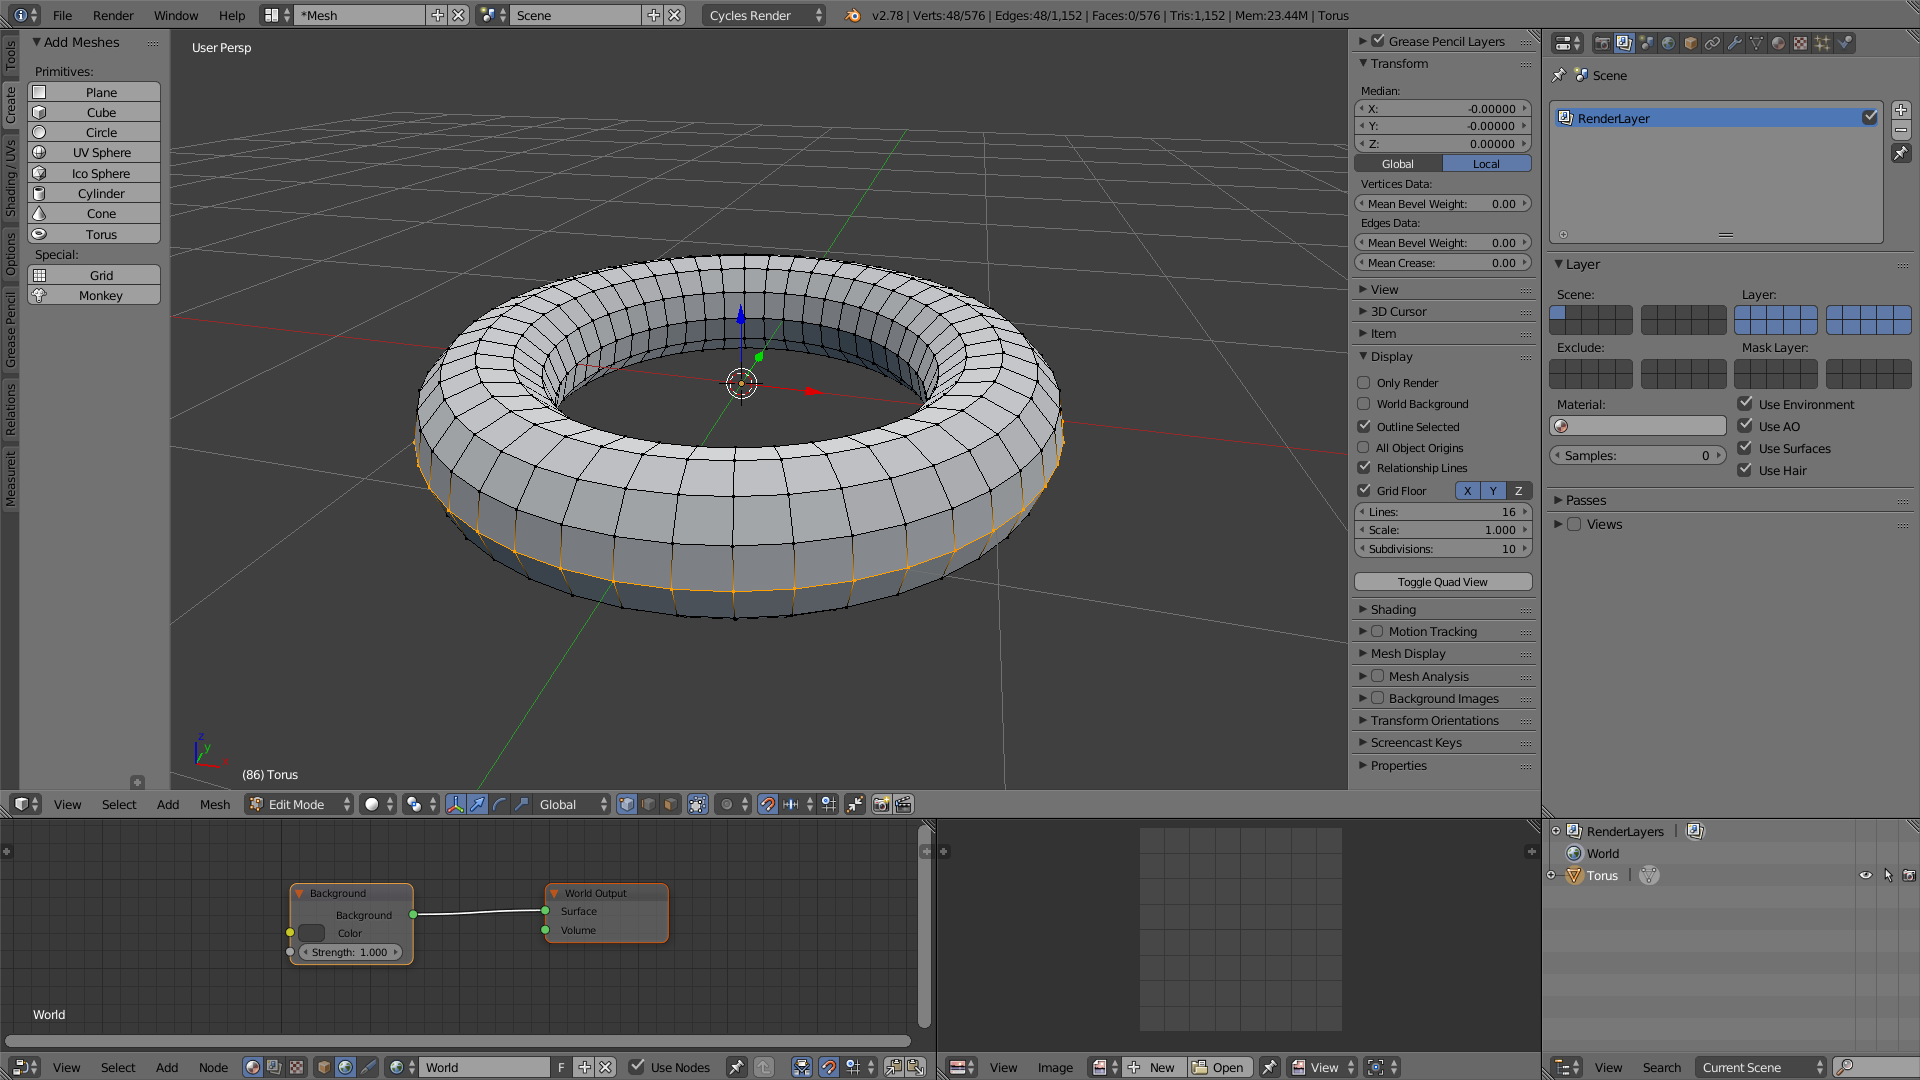 File Render Window Help *Mesh Scene Cycles Render v2.78 | Verts:48/576 | Edges:48/1,152 | Faces:0/576 | Tris:1,152 | Mem:23.44M | Torus
Tools
Create
Shading / UVs
Options
Grease Pencil
Relations
Measureit
Add Meshes
Primitives:
Plane
Cube
Circle
UV Sphere
Ico Sphere
Cylinder
Cone
Torus
Special:
Grid
Monkey
User Persp
z
y
x
(86) Torus
Grease Pencil Layers
Transform
Median:
X: -0.00000
Y: -0.00000
Z: 0.00000
Global Local
Vertices Data:
Mean Bevel Weight: 0.00
Edges Data:
Mean Bevel Weight: 0.00
Mean Crease: 0.00
View
3D Cursor
Item
Display
Only Render
World Background
Outline Selected
All Object Origins
Relationship Lines
Grid Floor X Y Z
Lines: 16
Scale: 1.000
Subdivisions: 10
Toggle Quad View
Shading
Motion Tracking
Mesh Display
Mesh Analysis
Background Images
Transform Orientations
Screencast Keys
Properties
Scene
RenderLayer
Layer
Scene: Layer:
Exclude: Mask Layer:
Material:
Samples: 0
Use Environment
Use AO
Use Surfaces
Use Hair
Passes
Views
View Select Add Mesh Edit Mode Global
Background
Background
Color
Strength: 1.000
World Output
Surface
Volume
World
View Select Add Node World F Use Nodes
View Image New Open View
RenderLayers
World
Torus
View Search Current Scene